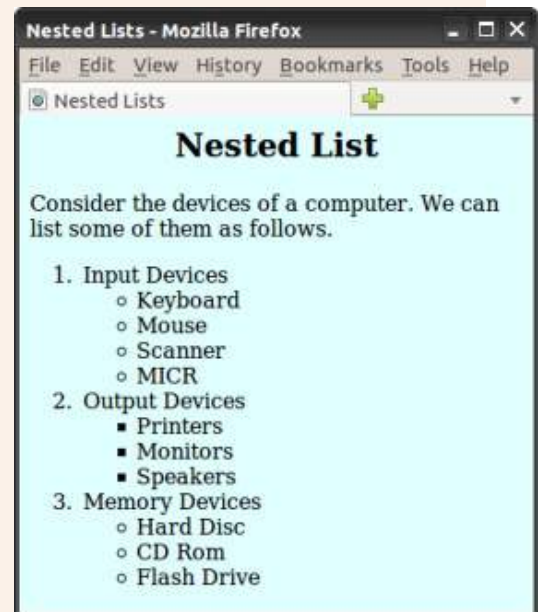 Nested Lists - Mozilla Firefox
File Edit View History Bookmarks Tools Help
Nested Lists
Nested List
Consider the devices of a computer. We can
list some of them as follows.
1. Input Devices
Keyboard
Mouse
Scanner
MICR
2. Output Devices
Printers
Monitors
Speakers
3. Memory Devices
Hard Disc
CD Rom
Flash Drive